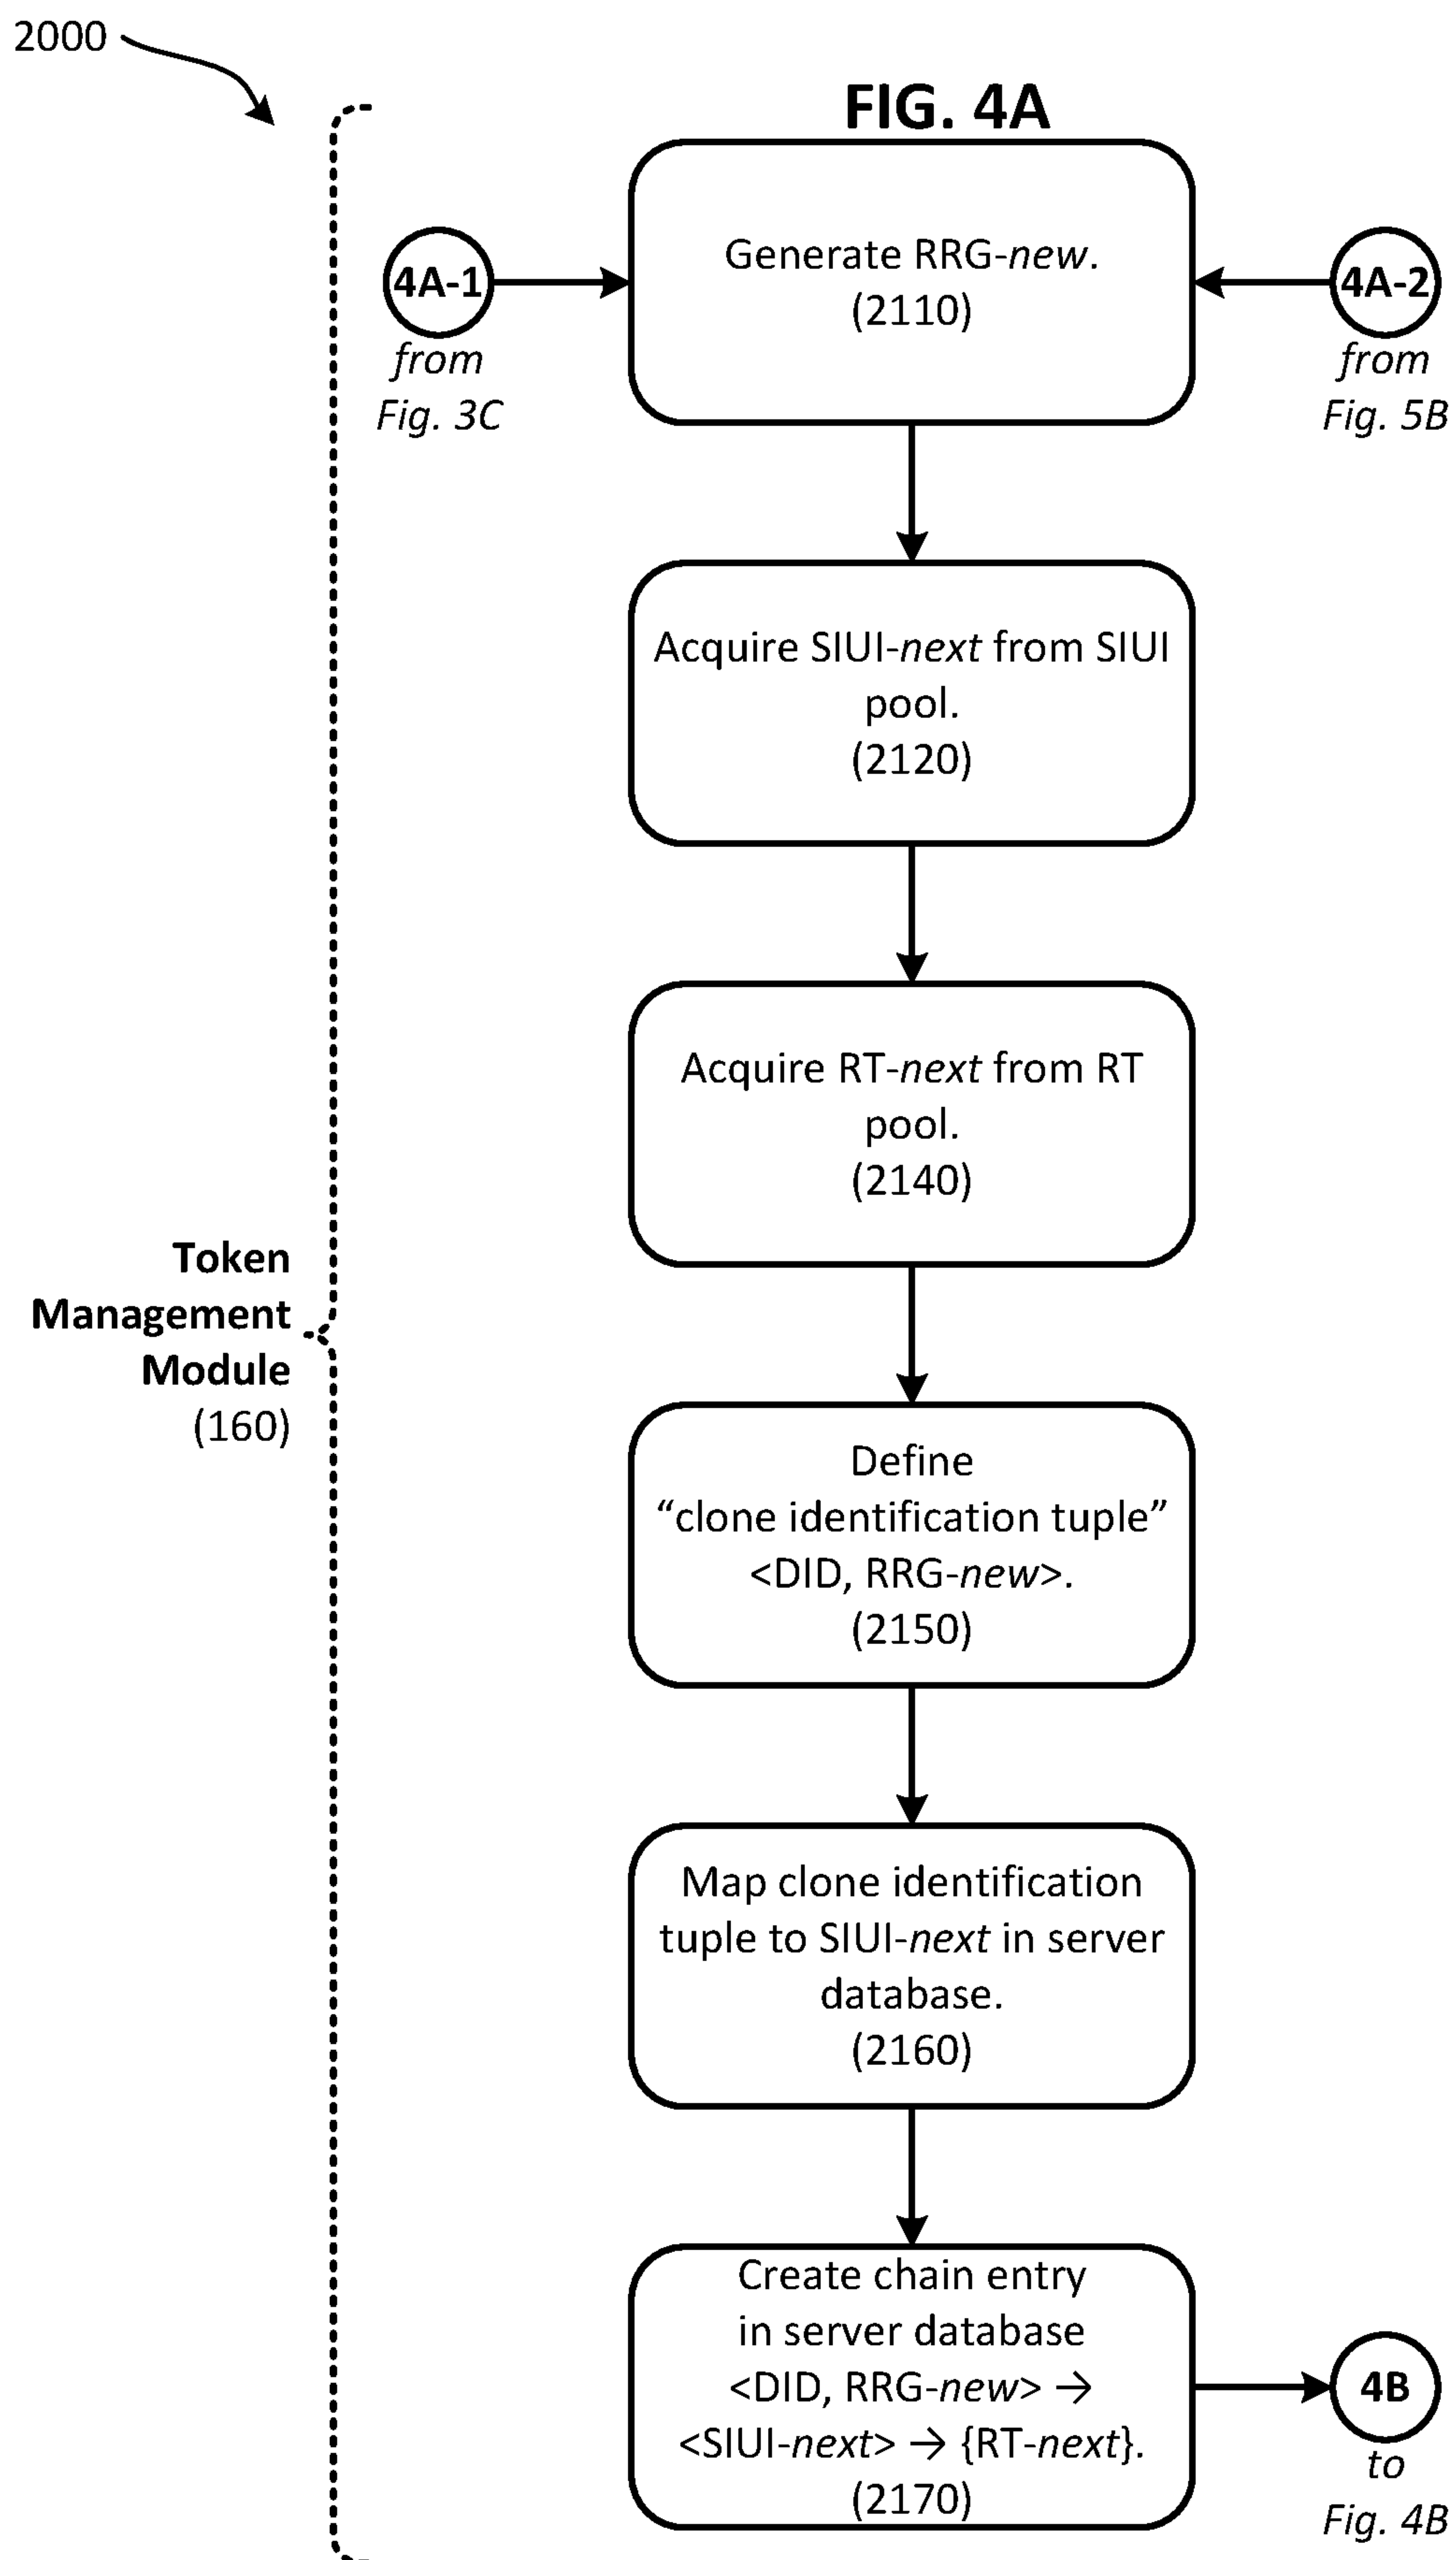 2000
FIG. 4A
4A-1
from
Fig. 3C
Generate RRG-new.
(2110)
4A-2
from
Fig. 5B
Acquire SIUI-next from SIUI
pool.
(2120)
Acquire RT-next from RT
pool.
(2140)
Token
Management
Module
(160)
Define
“clone identification tuple”
<DID, RRG-new>.
(2150)
Map clone identification
tuple to SIUI-next in server
database.
(2160)
Create chain entry
in server database
<DID, RRG-new> →
<SIUI-next> → {RT-next}.
(2170)
4B
to
Fig. 4B